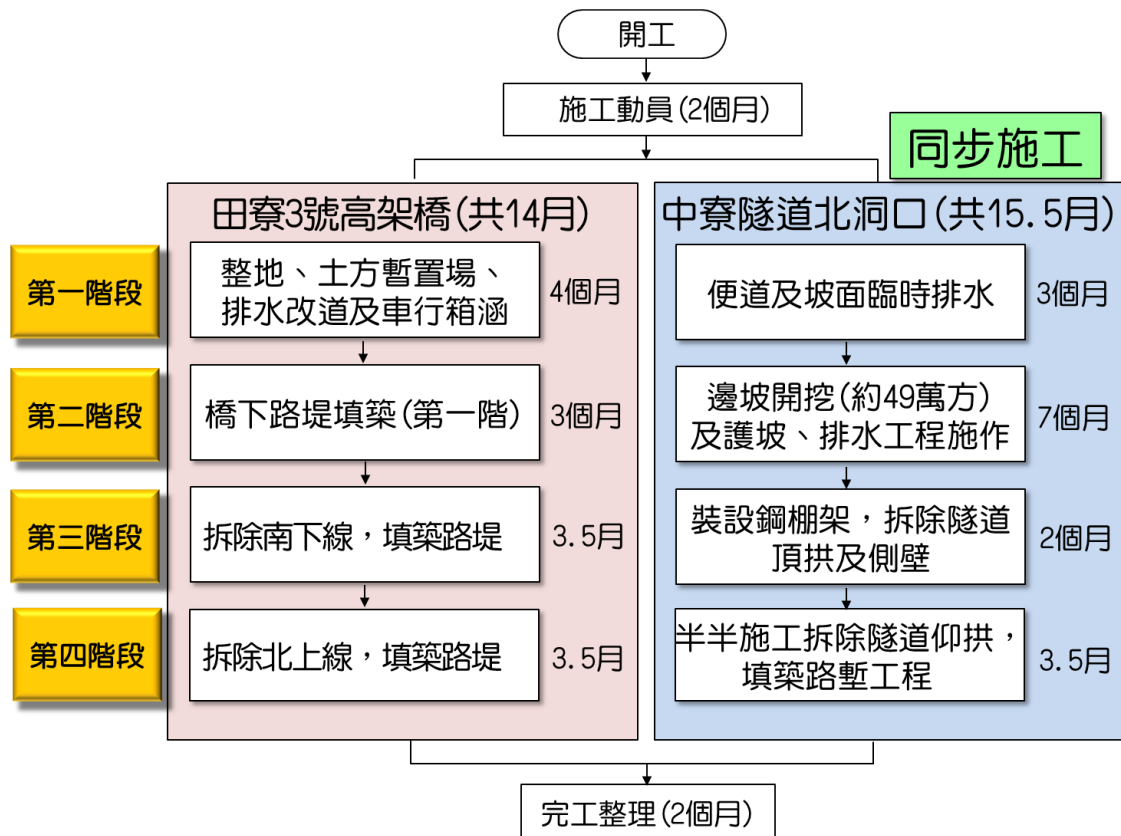 開工
施工動員(2個月)
同步施工
田寮3號高架橋(共14月)
中寮隧道北洞口(共15.5月)
第一階段
整地、土方暫置場、
排水改道及車行箱涵
4個月
便道及坡面臨時排水
3個月
第二階段
橋下路堤填築(第一階)
3個月
邊坡開挖(約49萬方)
及護坡、排水工程施作
7個月
第三階段
拆除南下線，填築路堤
3.5月
裝設鋼棚架，拆除隧道
頂拱及側壁
2個月
第四階段
拆除北上線，填築路堤
3.5月
半半施工拆除隧道仰拱，
填築路塹工程
3.5月
完工整理(2個月)